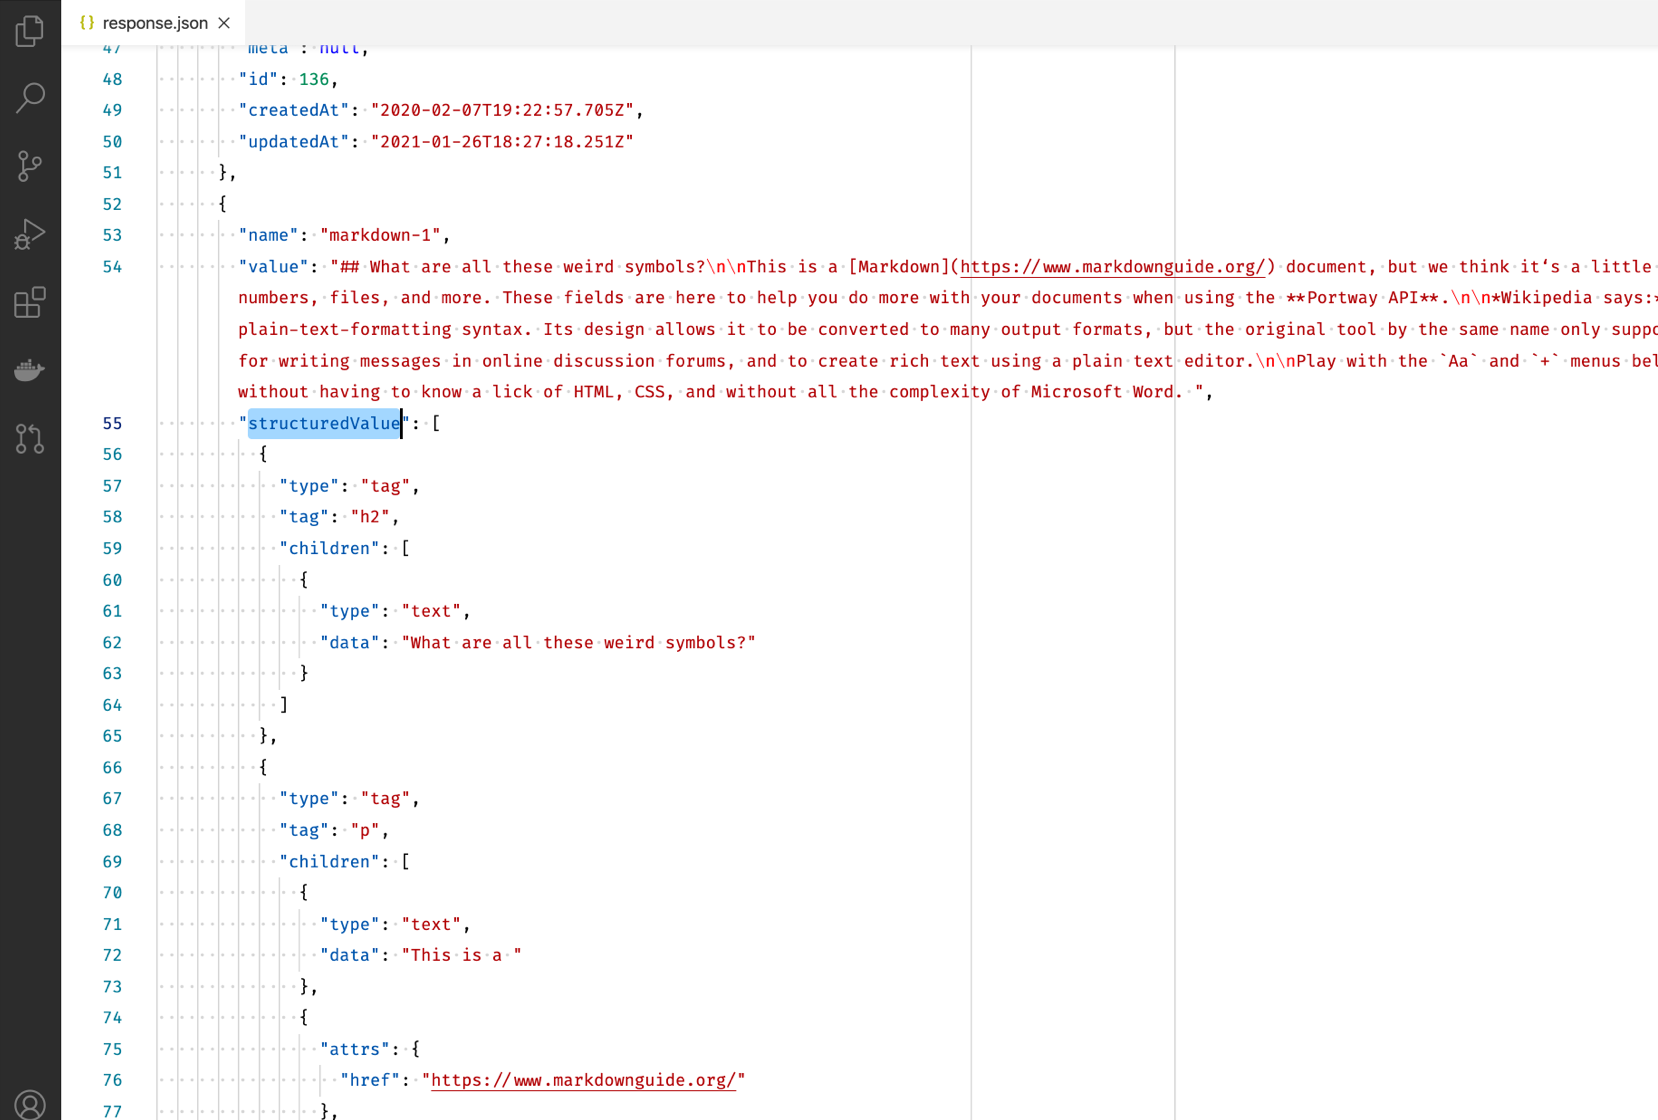 {} response.json ×
47 "meta": null,
48 "id": 136,
49 "createdAt": "2020-02-07T19:22:57.705Z",
50 "updatedAt": "2021-01-26T18:27:18.251Z"
51 },
52 {
53 "name": "markdown-1",
54 "value": "## What are all these weird symbols?\n\nThis is a [Markdown](https://www.markdownguide.org/) document, but we think it‘s a little
numbers, files, and more. These fields are here to help you do more with your documents when using the **Portway API**.\n\n*Wikipedia says:*
plain-text-formatting syntax. Its design allows it to be converted to many output formats, but the original tool by the same name only suppo
for writing messages in online discussion forums, and to create rich text using a plain text editor.\n\nPlay with the `Aa` and `+` menus bel
without having to know a lick of HTML, CSS, and without all the complexity of Microsoft Word. ",
55 "structuredValue": [
56 {
57 "type": "tag",
58 "tag": "h2",
59 "children": [
60 {
61 "type": "text",
62 "data": "What are all these weird symbols?"
63 }
64 ]
65 },
66 {
67 "type": "tag",
68 "tag": "p",
69 "children": [
70 {
71 "type": "text",
72 "data": "This is a "
73 },
74 {
75 "attrs": {
76 "href": "https://www.markdownguide.org/"
77 },